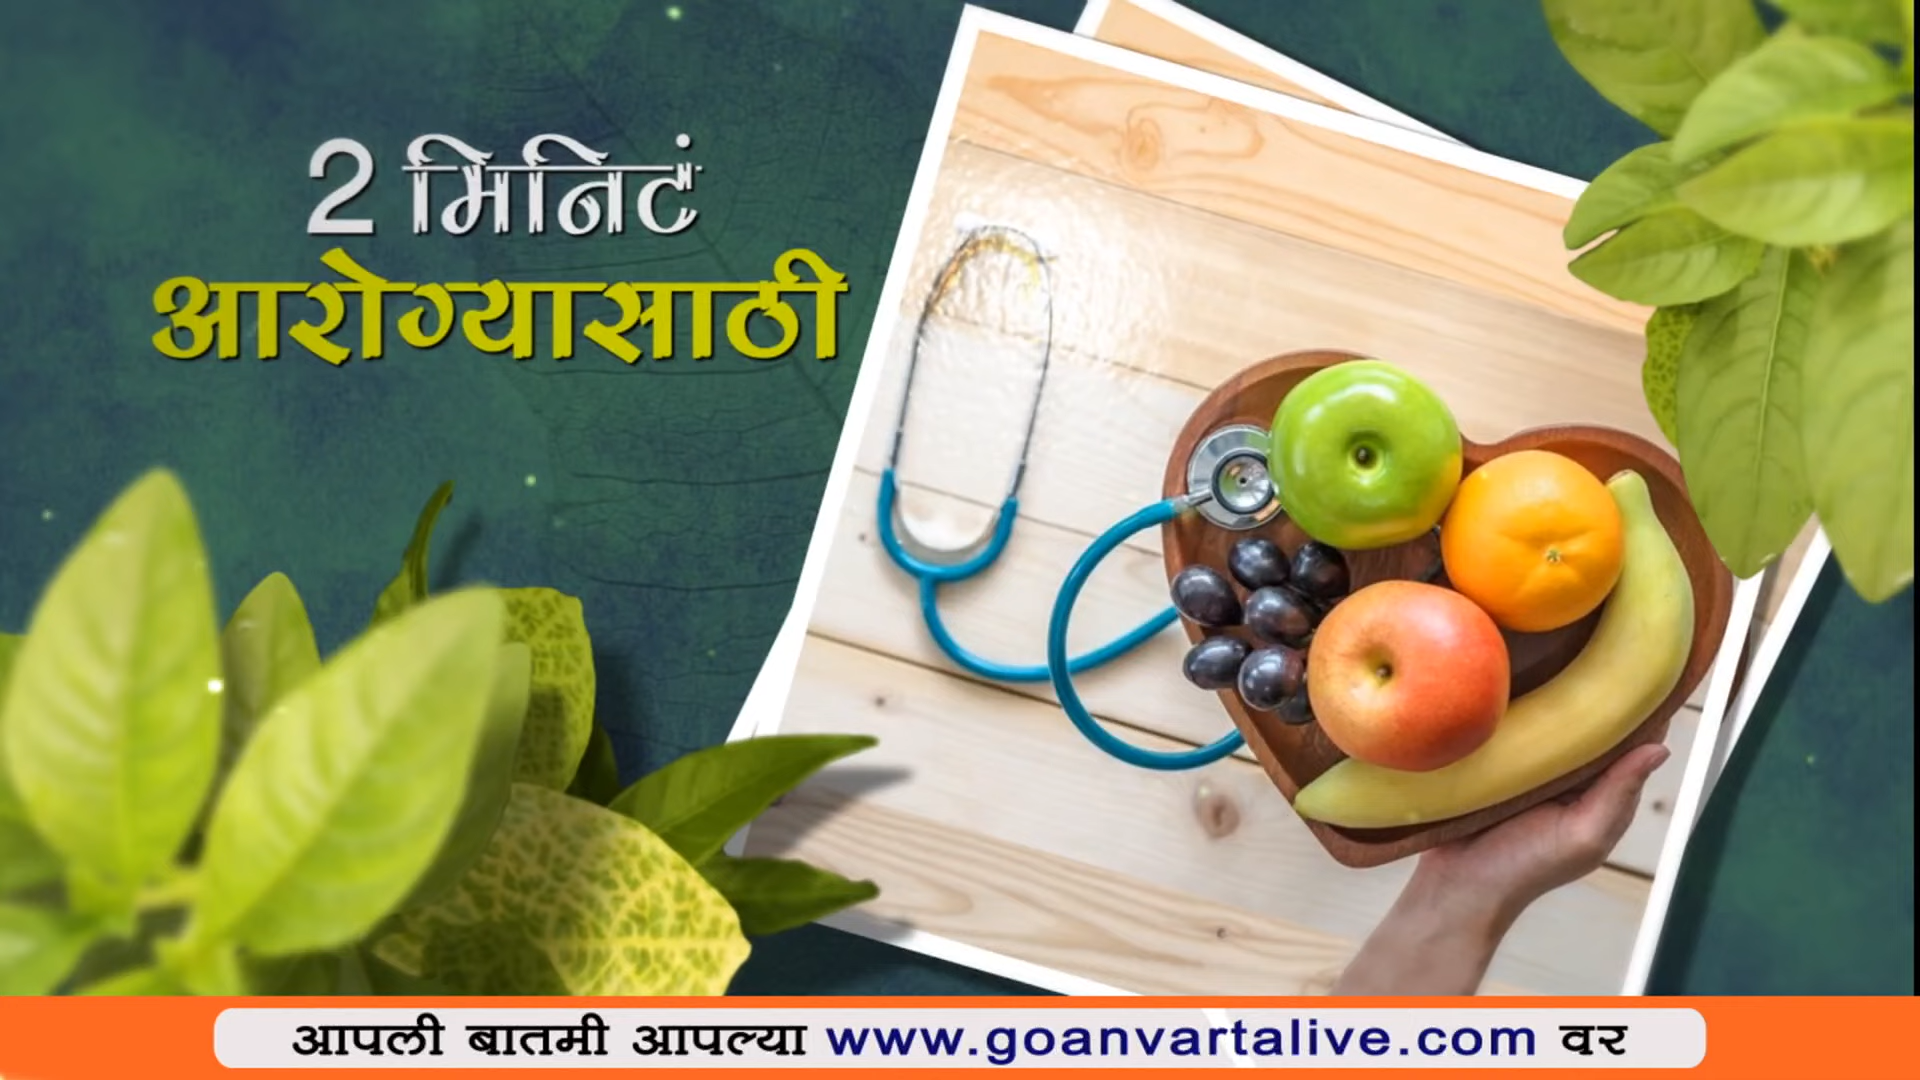 2 मिनिटं
आरोग्यासाठी
आपली बातमी आपल्या www.goanvartalive.com वर